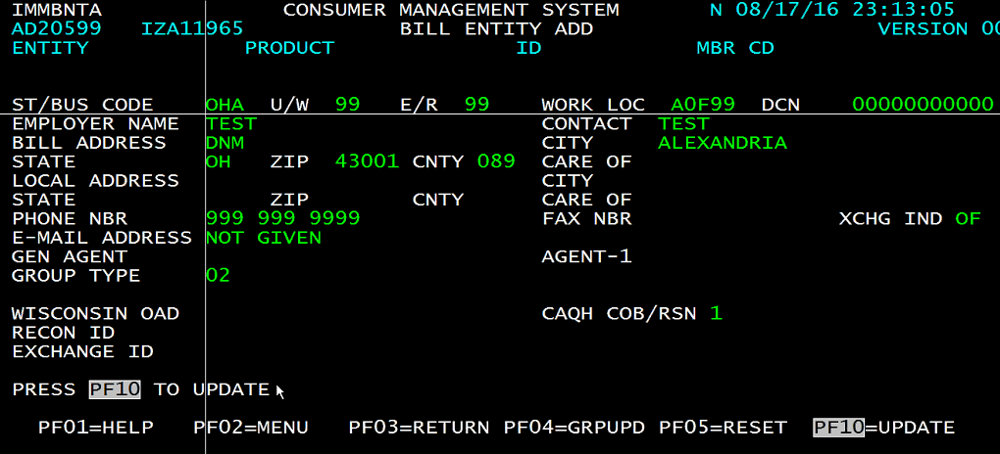 IMMBNTA CONSUMER MANAGEMENT SYSTEM N 08/17/16 23:13:05
AD20599 IZA11965 BILL ENTITY ADD VERSION 00
ENTITY PRODUCT ID MBR CD
ST/BUS CODE OHA U/W 99 E/R 99 WORK LOC A0F99 DCN 00000000000
EMPLOYER NAME TEST CONTACT TEST
BILL ADDRESS DNM CITY ALEXANDRIA
STATE OH ZIP 43001 CNTY 089 CARE OF
LOCAL ADDRESS CITY
STATE ZIP CNTY CARE OF
PHONE NBR 999 999 9999 FAX NBR XCHG IND OF
E-MAIL ADDRESS NOT GIVEN
GEN AGENT AGENT-1
GROUP TYPE 02
WISCONSIN OAD CAQH COB/RSN 1
RECON ID
EXCHANGE ID
PRESS PF10 TO UPDATE
PF01=HELP PF02=MENU PF03=RETURN PF04=GRPUPD PF05=RESET PF10=UPDATE